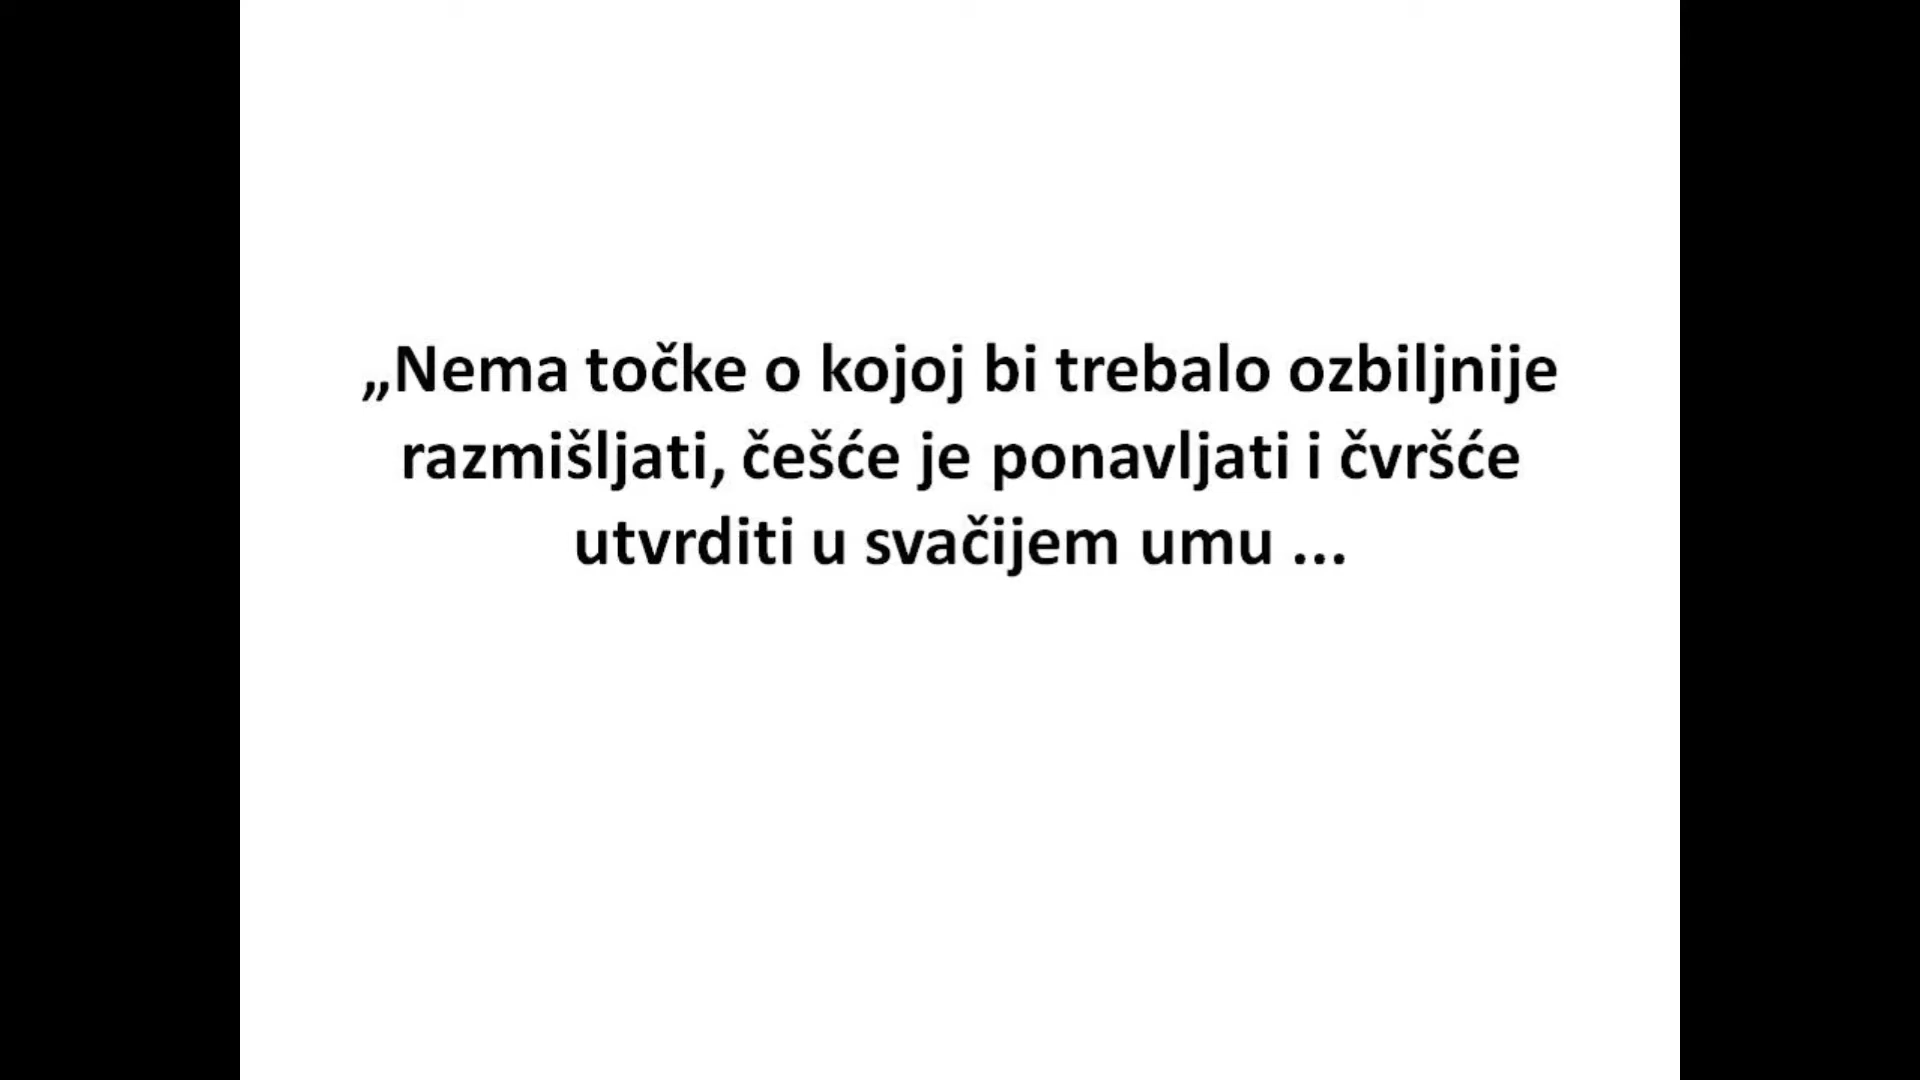 „Nema točke o kojoj bi trebalo ozbiljnije
razmišljati, češće je ponavljati i čvršće
utvrditi u svačijem umu ...